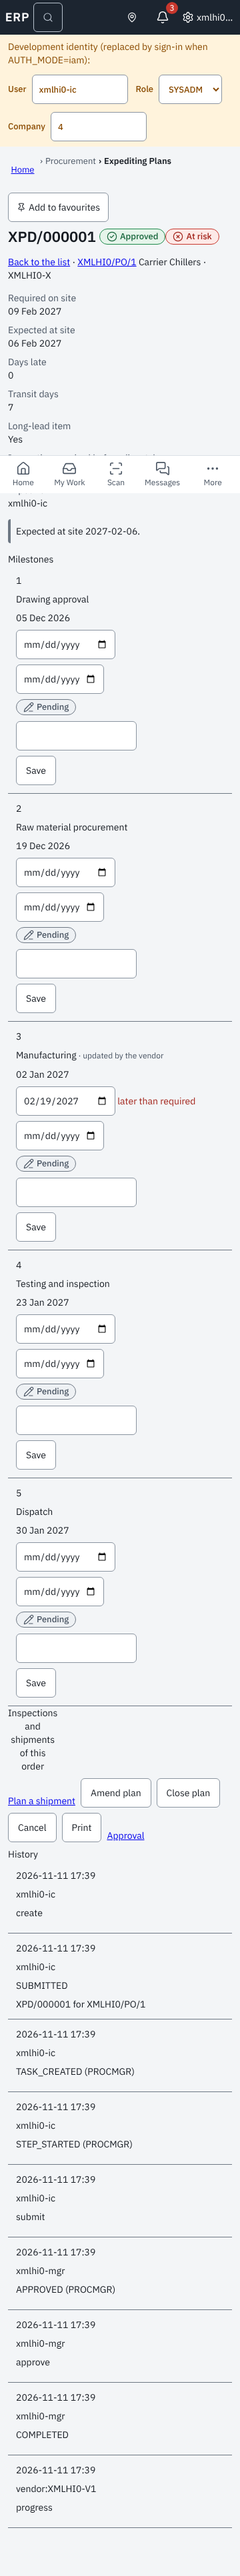 ERP
3
xmlhi0...
Development identity (replaced by sign-in when
AUTH_MODE=iam):
User xmlhi0-ic Role SYSADM
Company 4
Home › Procurement › Expediting Plans
Add to favourites
XPD/000001 Approved At risk
Back to the list · XMLHI0/PO/1 Carrier Chillers ·
XMLHI0-X
Required on site
09 Feb 2027
Expected at site
06 Feb 2027
Days late
0
Transit days
7
Long-lead item
Yes
Home My Work Scan Messages More
xmlhi0-ic
Expected at site 2027-02-06.
Milestones
1
Drawing approval
05 Dec 2026
mm/dd/yyyy
mm/dd/yyyy
Pending
Save
2
Raw material procurement
19 Dec 2026
mm/dd/yyyy
mm/dd/yyyy
Pending
Save
3
Manufacturing · updated by the vendor
02 Jan 2027
02/19/2027 later than required
mm/dd/yyyy
Pending
Save
4
Testing and inspection
23 Jan 2027
mm/dd/yyyy
mm/dd/yyyy
Pending
Save
5
Dispatch
30 Jan 2027
mm/dd/yyyy
mm/dd/yyyy
Pending
Save
Inspections
and
shipments
of this
order
Plan a shipment Amend plan Close plan
Cancel Print Approval
History
2026-11-11 17:39
xmlhi0-ic
create
2026-11-11 17:39
xmlhi0-ic
SUBMITTED
XPD/000001 for XMLHI0/PO/1
2026-11-11 17:39
xmlhi0-ic
TASK_CREATED (PROCMGR)
2026-11-11 17:39
xmlhi0-ic
STEP_STARTED (PROCMGR)
2026-11-11 17:39
xmlhi0-ic
submit
2026-11-11 17:39
xmlhi0-mgr
APPROVED (PROCMGR)
2026-11-11 17:39
xmlhi0-mgr
approve
2026-11-11 17:39
xmlhi0-mgr
COMPLETED
2026-11-11 17:39
vendor:XMLHI0-V1
progress